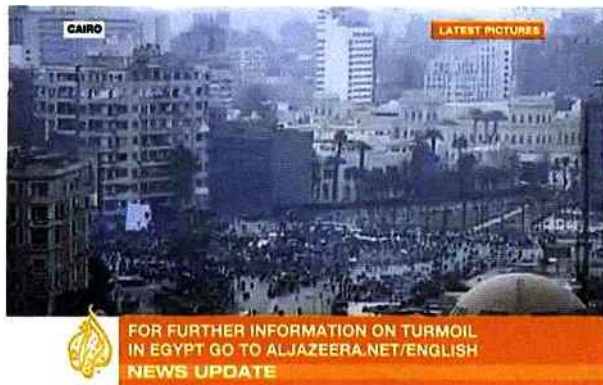 CAIRO
LATEST PICTURES
FOR FURTHER INFORMATION ON TURMOIL
IN EGYPT GO TO ALJAZEERA.NET/ENGLISH
NEWS UPDATE